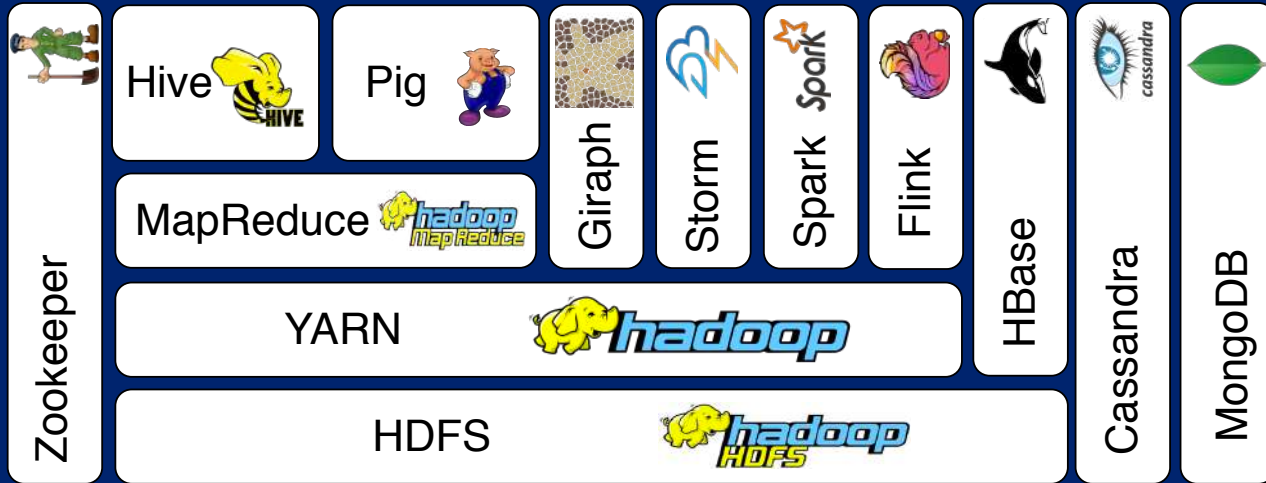 Zookeeper
Hive
HIVE
Pig
Giraph
Storm
Spark
Spark
Flink
HBase
Cassandra
cassandra
MongoDB
MapReduce
hadoop
Map Reduce
YARN
hadoop
HDFS
hadoop
HDFS